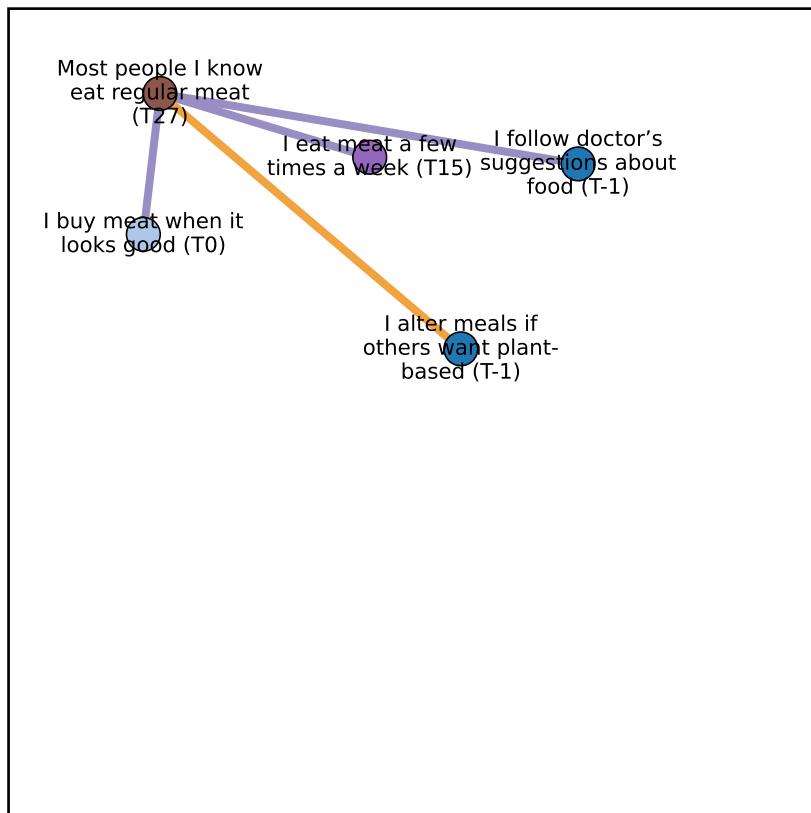 Most people I know
eat regular meat
(T27)
I eat meat a few
times a week (T15)
I follow doctor’s
suggestions about
food (T-1)
I buy meat when it
looks good (T0)
I alter meals if
others want plant-
based (T-1)